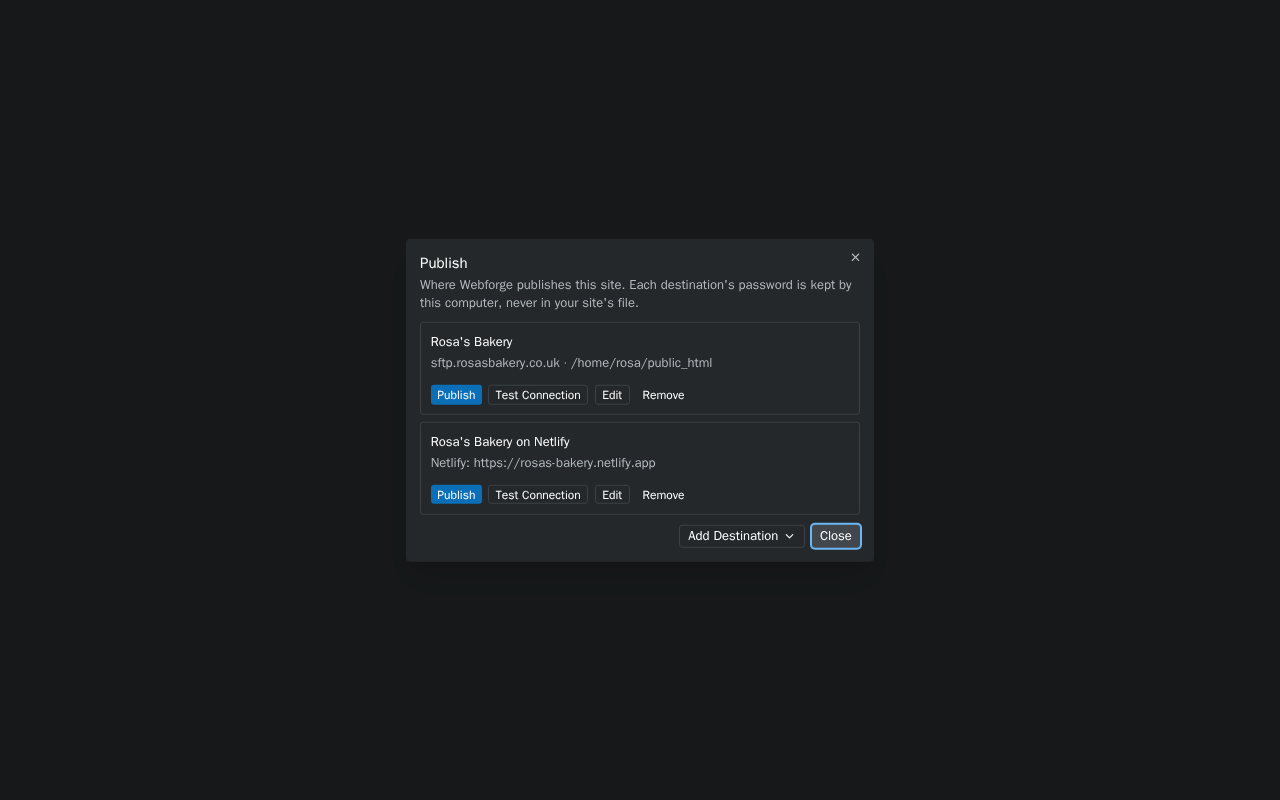 Publish
Where Webforge publishes this site. Each destination's password is kept by
this computer, never in your site's file.
Rosa's Bakery
sftp.rosasbakery.co.uk · /home/rosa/public_html
Publish Test Connection Edit Remove
Rosa's Bakery on Netlify
Netlify: https://rosas-bakery.netlify.app
Publish Test Connection Edit Remove
Add Destination Close